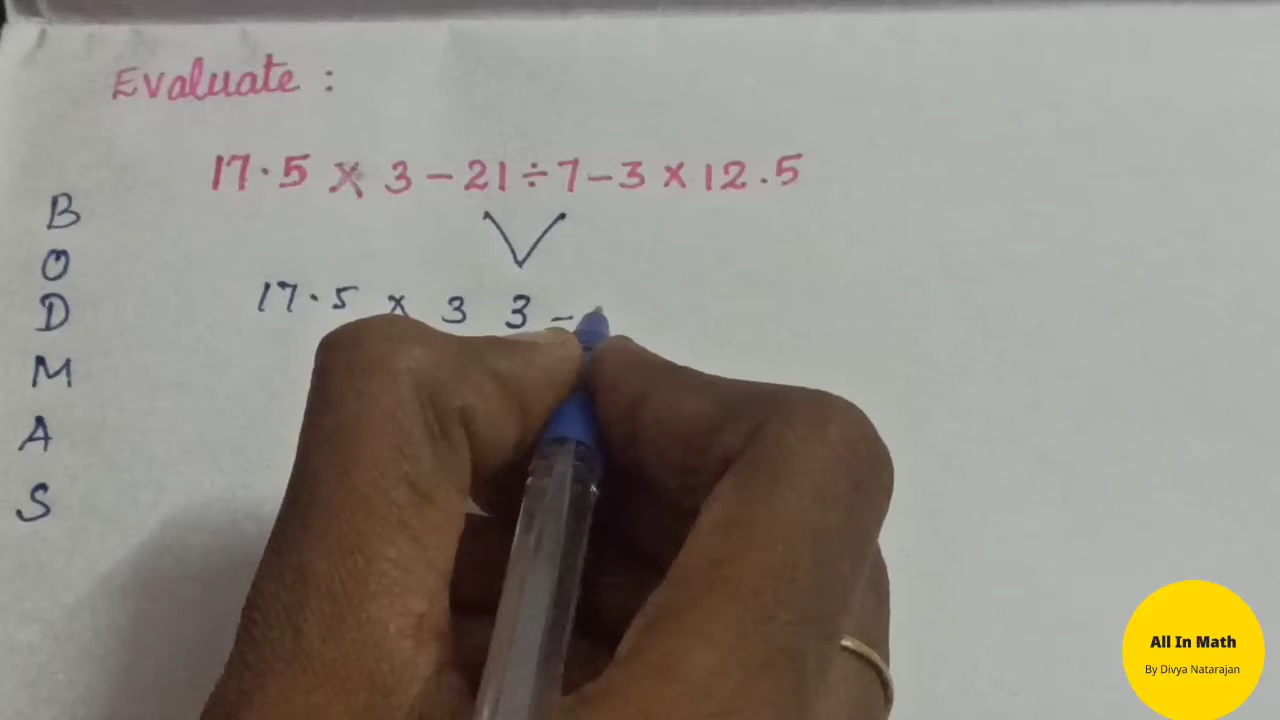 Evaluate :
17.5 × 3 - 21 ÷ 7 - 3 × 12.5
B
O
D
M
A
S
17.5 × 3 3 -
All In Math
By Divya Natarajan